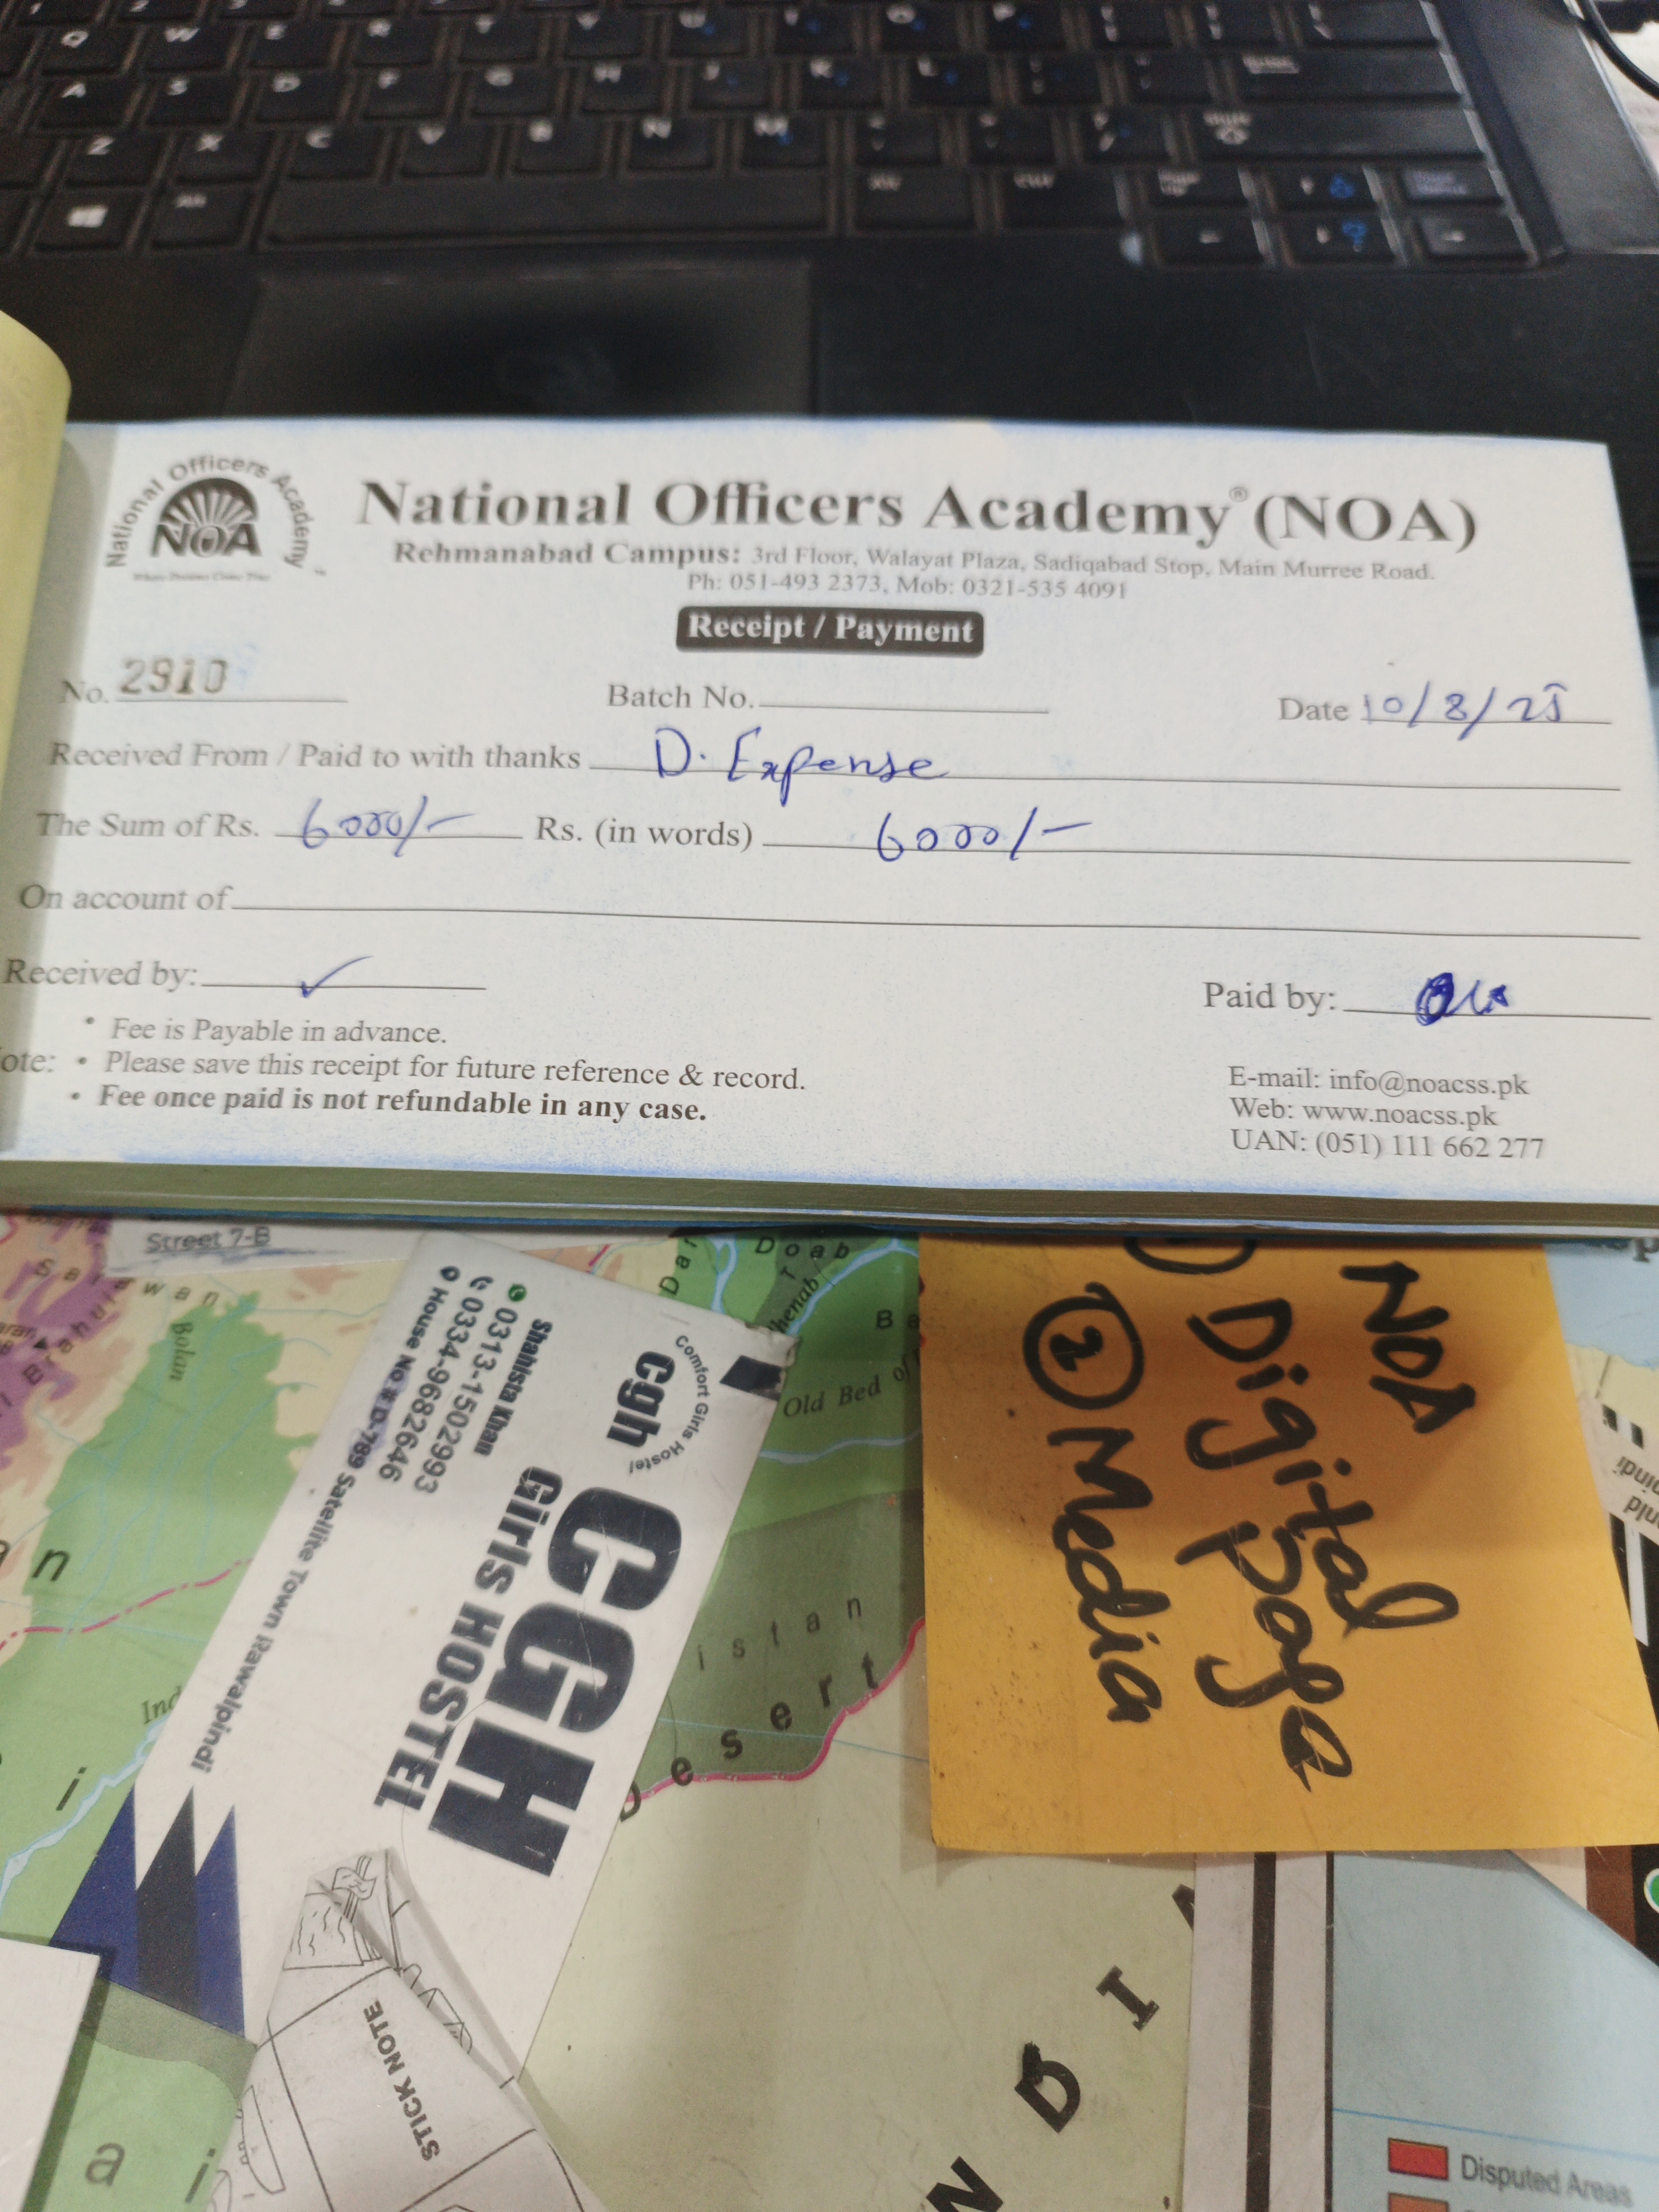 Q W E R T Y U I O P
A S D F G H J K L
Z X C V B N M
National Officers Academy
NOA
National Officers Academy® (NOA)
Rehmanabad Campus: 3rd Floor, Walayat Plaza, Sadiqabad Stop, Main Murree Road.
Ph: 051-493 2373, Mob: 0321-535 4091
Receipt / Payment
No. 2910 Batch No. Date 10/8/25
Received From / Paid to with thanks D. Expense
The Sum of Rs. 6000/- Rs. (in words) 6000/-
On account of
Received by: Paid by:
• Fee is Payable in advance.
ote: • Please save this receipt for future reference & record.
• Fee once paid is not refundable in any case.
E-mail: info@noacss.pk
Web: www.noacss.pk
UAN: (051) 111 662 277
Street 7-B
Comfort Girls Hostel
Cgh
CGH
Girls HOSTEL
Shahista Khan
0313-1502993
0334-9682646
House No # D-789 Satellite Town Rawalpindi
NOA
Digital Page
2 Media
Doab
Bolan
Old Bed of
istan
Desert
STICK NOTE
INDIA
Disputed Areas